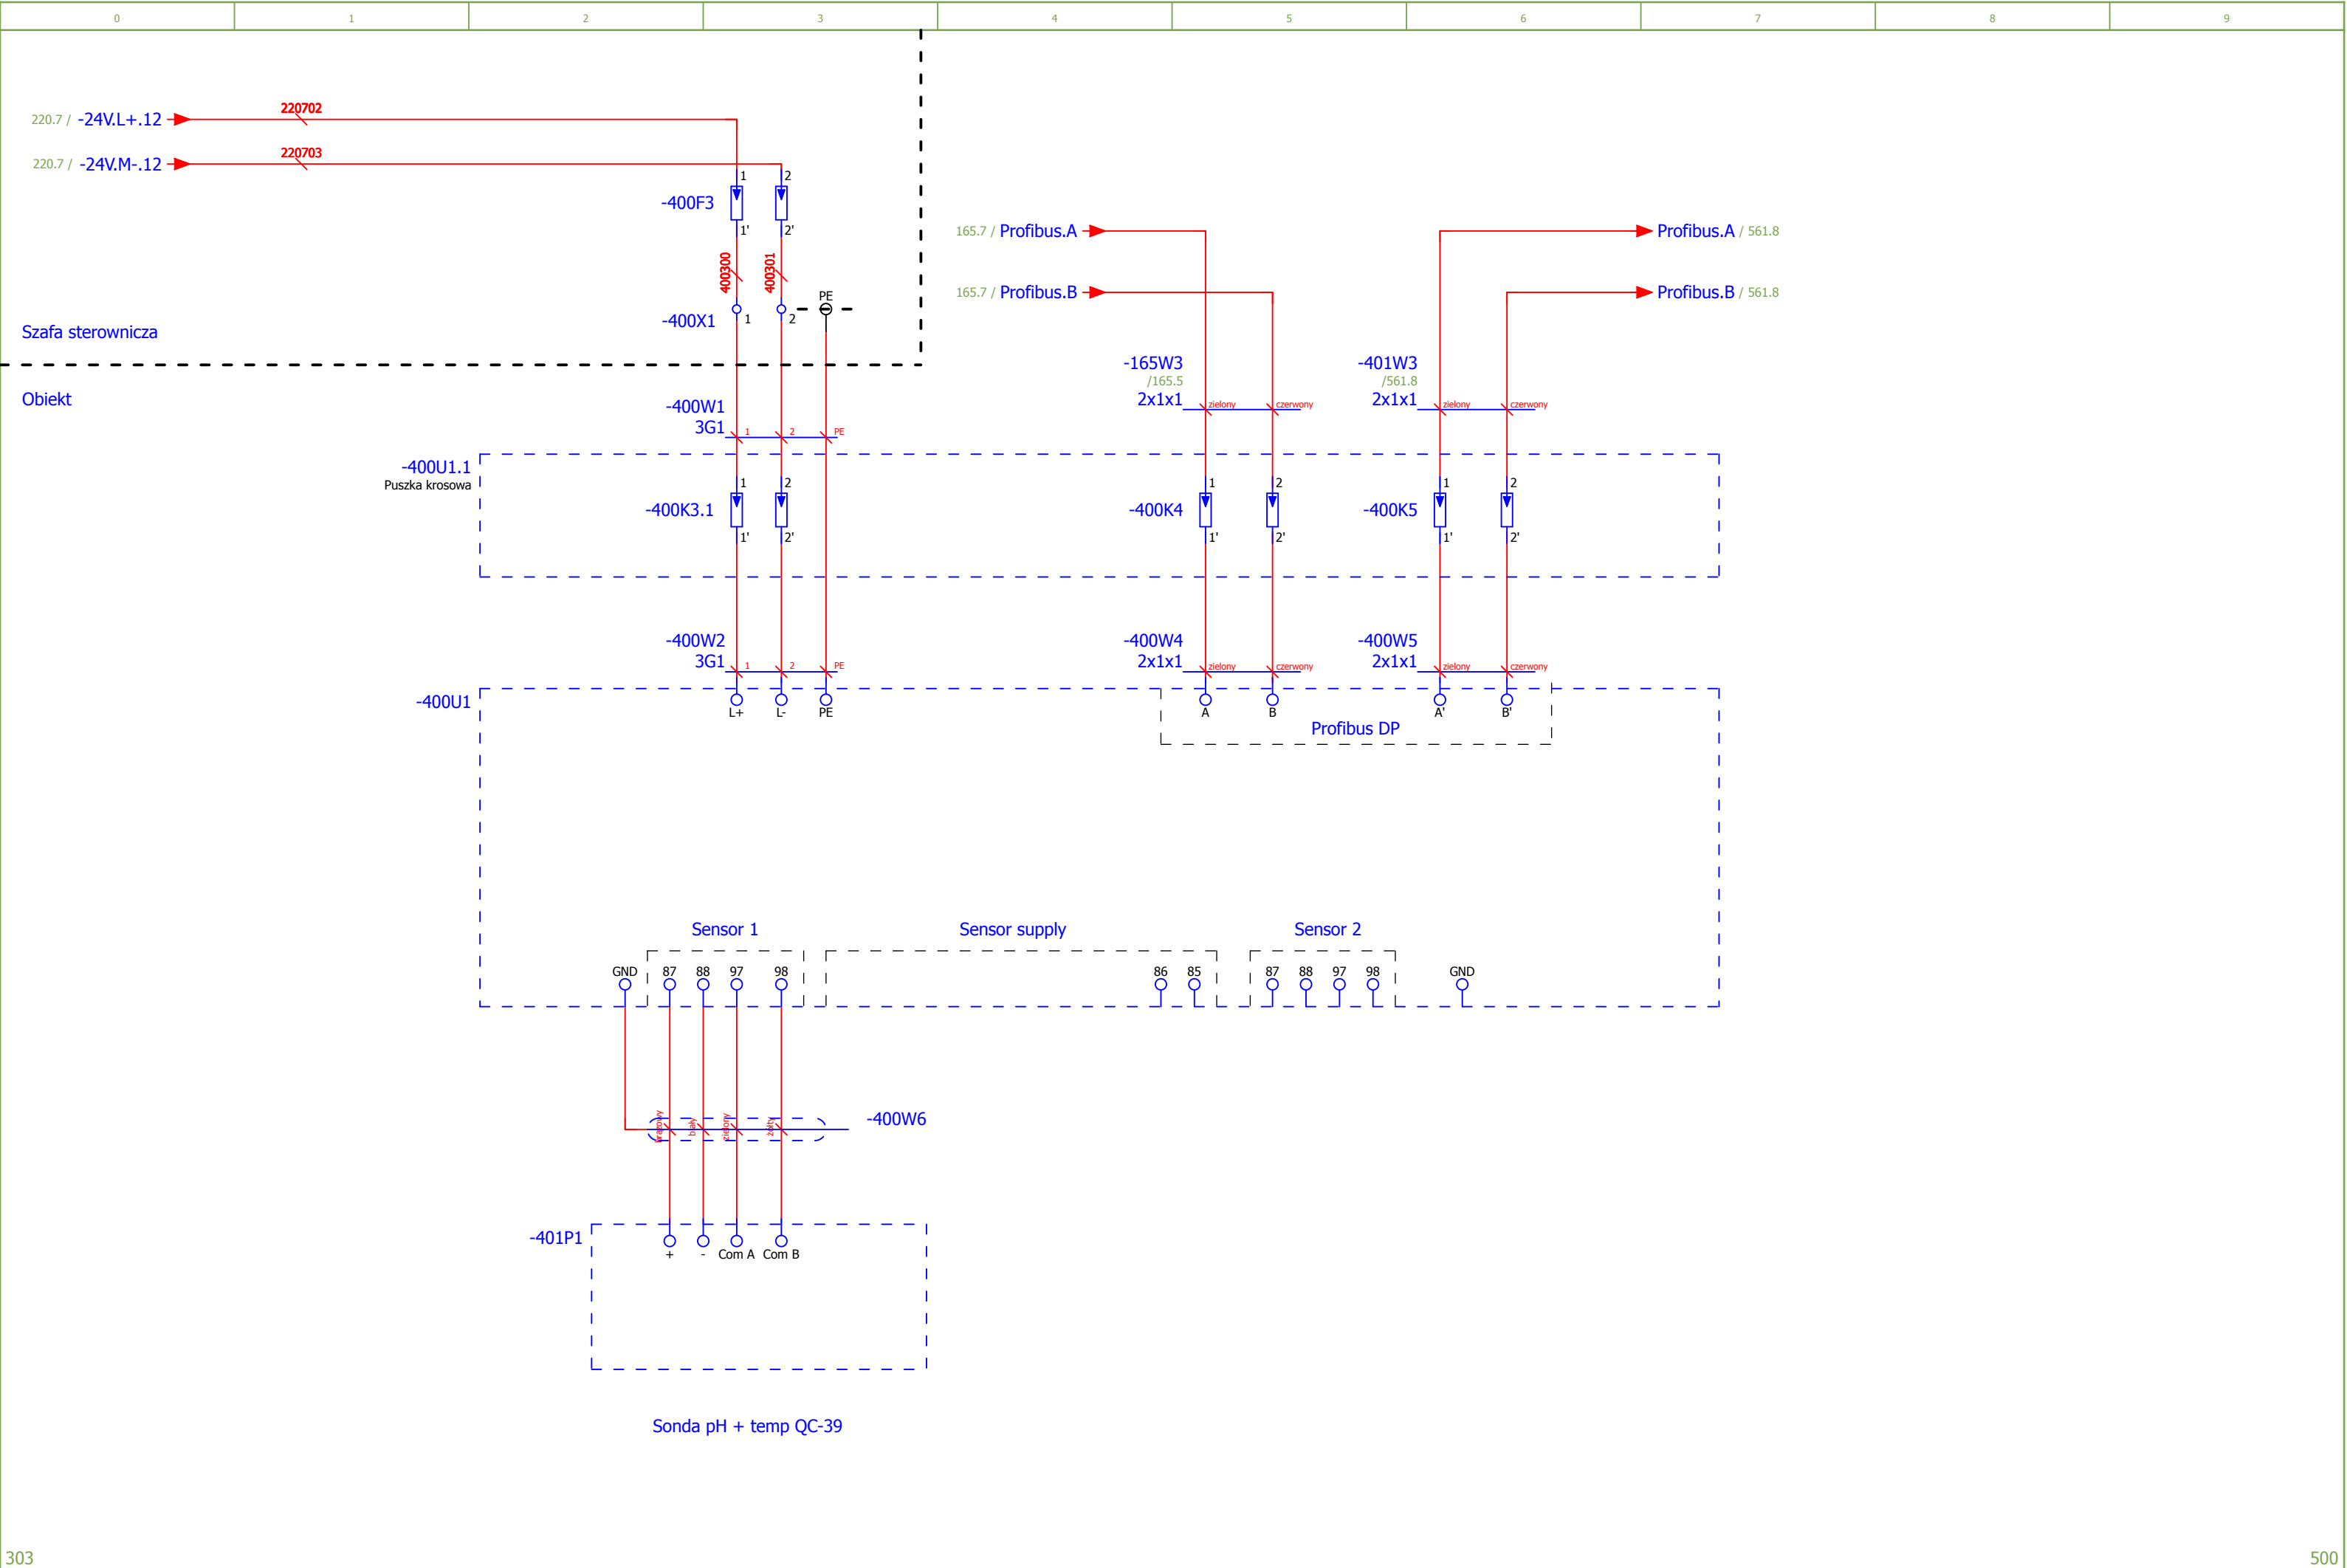 0 1 2 3 4 5 6 7 8 9
220.7 / -24V.L+.12
220702
220.7 / -24V.M-.12
220703
1 2
-400F3
1' 2'
400300 400301
PE
-400X1
1 2
Szafa sterownicza
Obiekt
165.7 / Profibus.A
Profibus.A / 561.8
165.7 / Profibus.B
Profibus.B / 561.8
-165W3
/165.5
2x1x1
zielony czerwony
-401W3
/561.8
2x1x1
zielony czerwony
-400W1
3G1
1 2 PE
-400U1.1
Puszka krosowa
1 2
-400K3.1
1' 2'
1 2
-400K4
1' 2'
1 2
-400K5
1' 2'
-400W2
3G1
1 2 PE
-400W4
2x1x1
zielony czerwony
-400W5
2x1x1
zielony czerwony
-400U1
L+ L- PE
A B A' B'
Profibus DP
Sensor 1 Sensor supply Sensor 2
GND 87 88 97 98 86 85 87 88 97 98 GND
biały zielony żółty
-400W6
-401P1
+ - Com A Com B
Sonda pH + temp QC-39
303 500